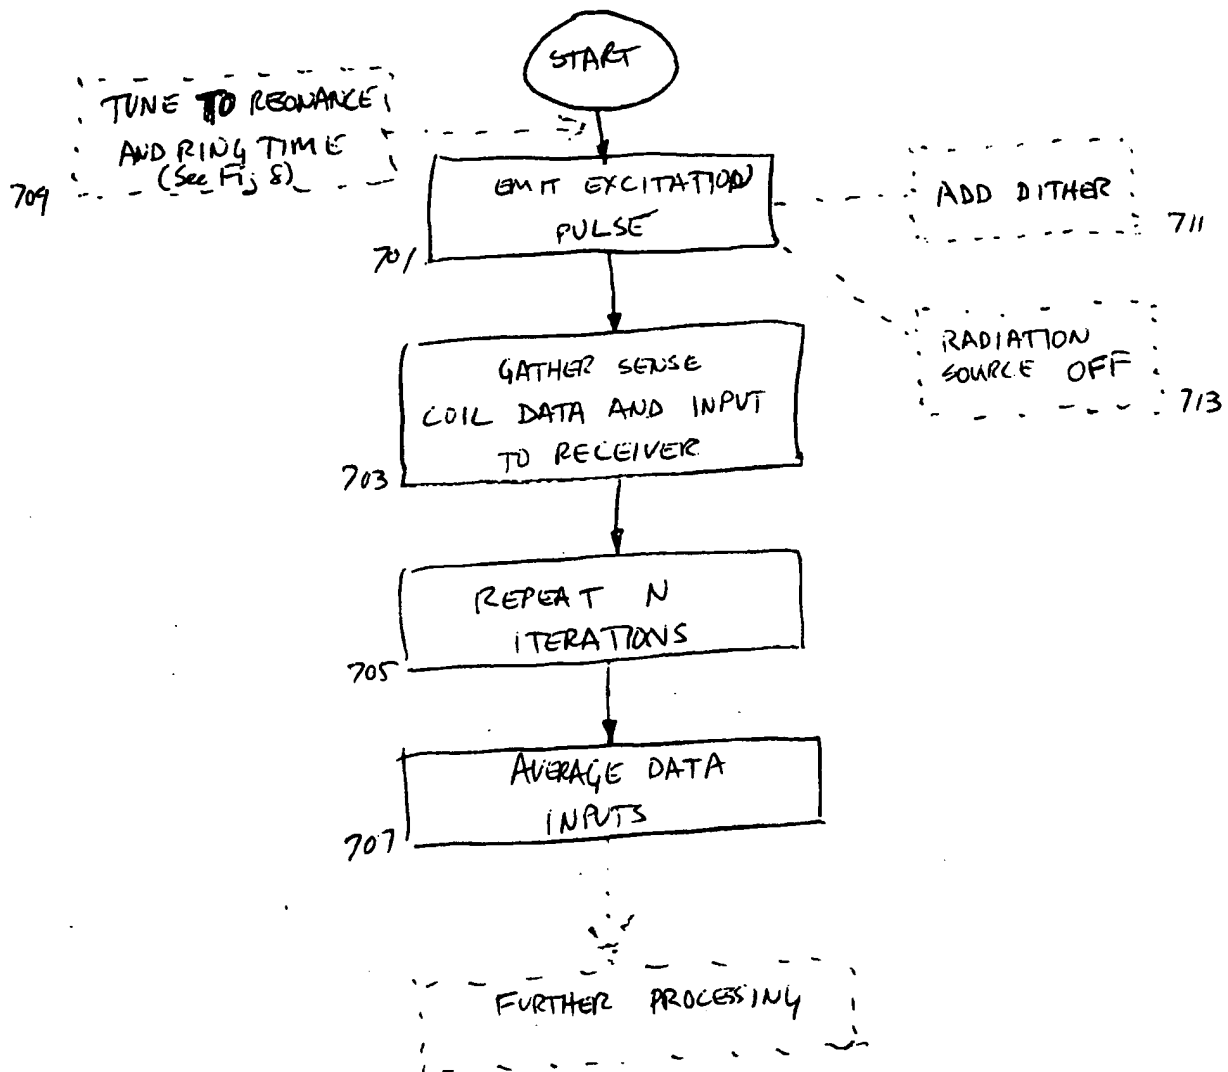 START
TUNE TO RESONANCE
AND RING TIME
(See Fig 8)
709
EMIT EXCITATION
PULSE
701
ADD DITHER
711
RADIATION
SOURCE OFF
713
GATHER SENSE
COIL DATA AND INPUT
TO RECEIVER
703
REPEAT N
ITERATIONS
705
AVERAGE DATA
INPUTS
707
FURTHER PROCESSING